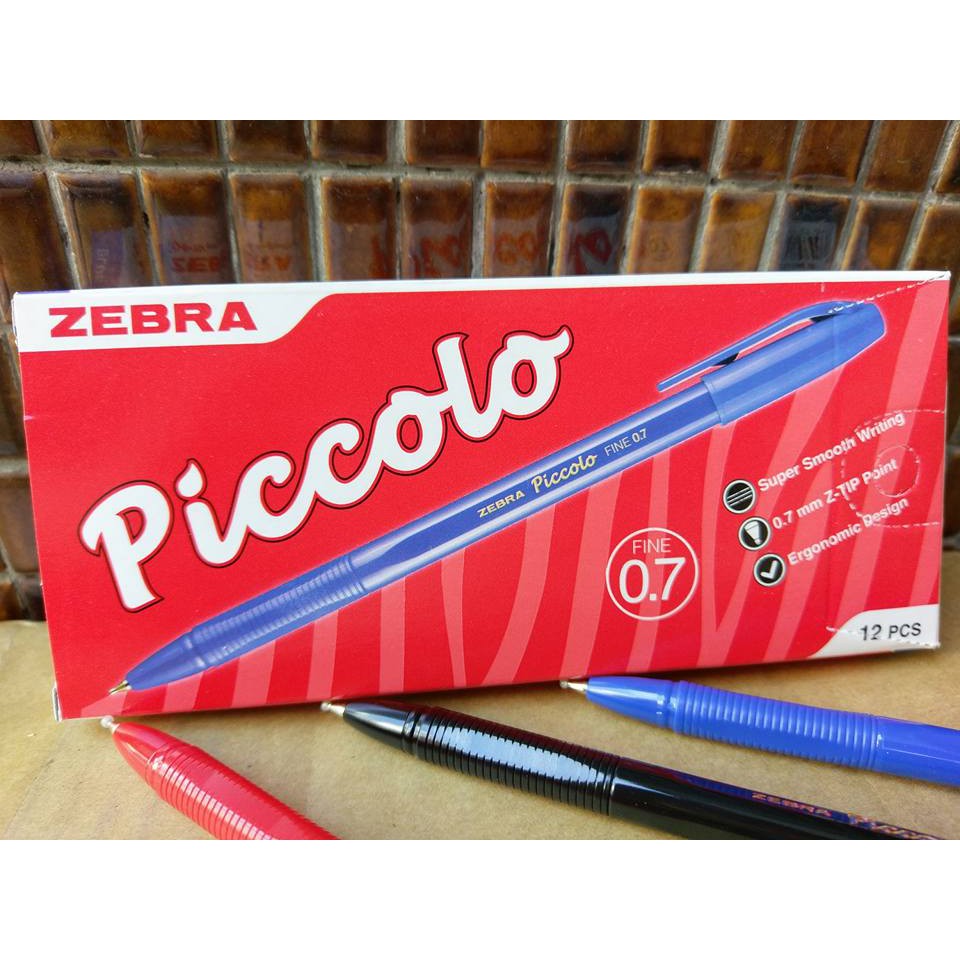 ZEBRA
Piccolo
ZEBRA Piccolo FINE 0.7
Super Smooth Writing
0.7 mm Z-TIP Point
Ergonomic Design
FINE
0.7
12 PCS
ZEBRA